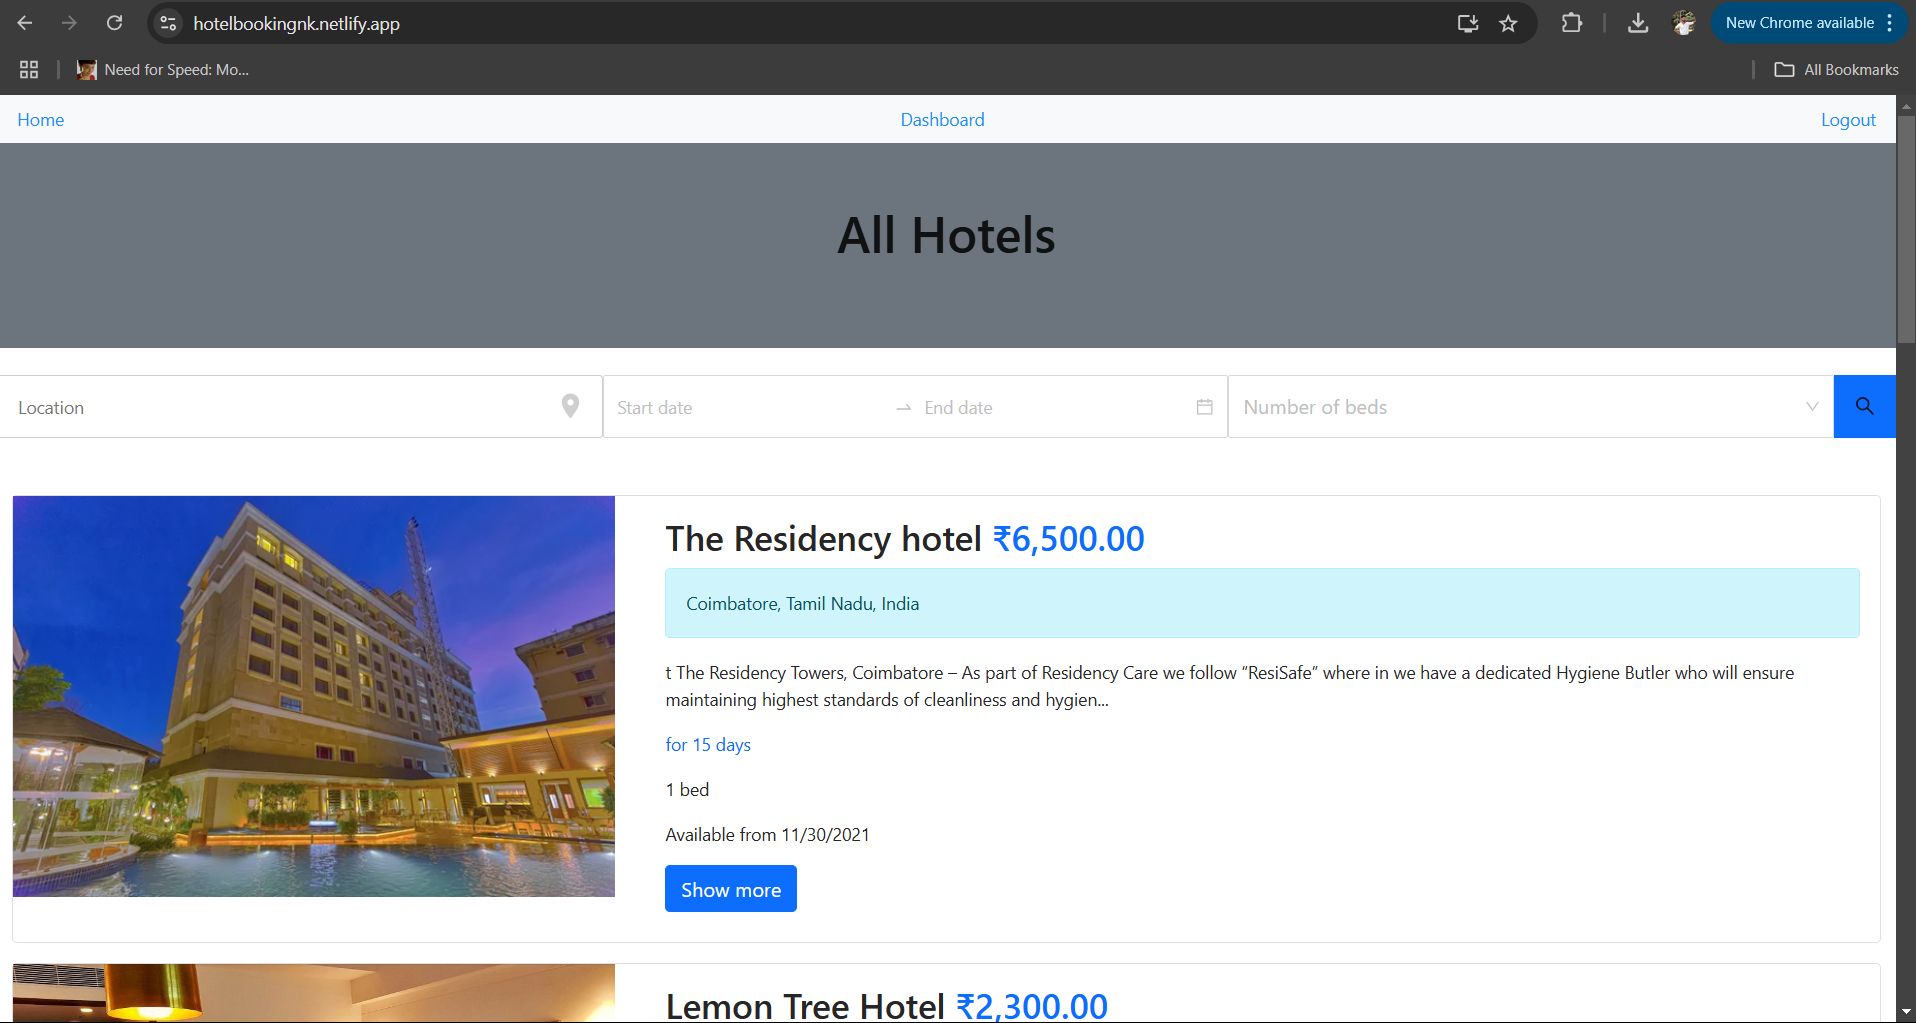 hotelbookingnk.netlify.app
New Chrome available
Need for Speed: Mo...
All Bookmarks
Home
Dashboard
Logout
All Hotels
Location
Start date
End date
Number of beds
The Residency hotel ₹6,500.00
Coimbatore, Tamil Nadu, India
t The Residency Towers, Coimbatore – As part of Residency Care we follow “ResiSafe” where in we have a dedicated Hygiene Butler who will ensure
maintaining highest standards of cleanliness and hygien...
for 15 days
1 bed
Available from 11/30/2021
Show more
Lemon Tree Hotel ₹2,300.00